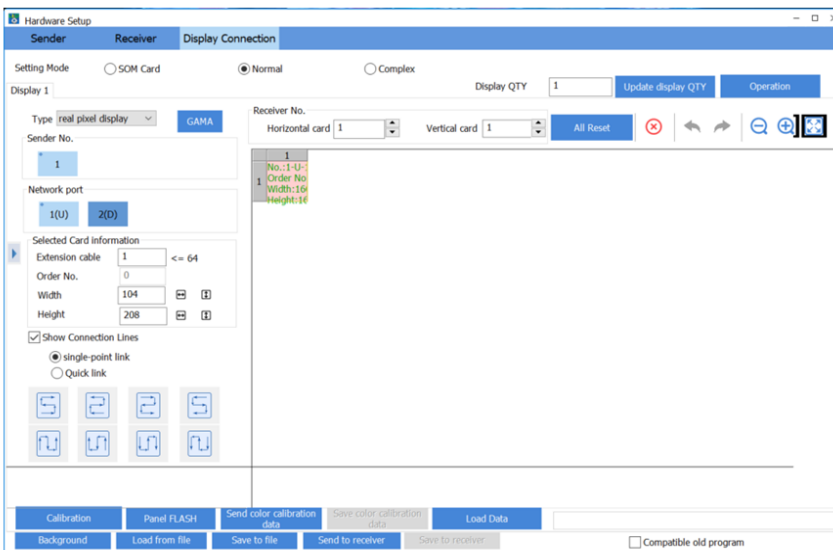 Hardware Setup
Sender Receiver Display Connection
Setting Mode SOM Card Normal Complex
Display 1 Display QTY 1 Update display QTY Operation
Type real pixel display GAMA
Receiver No.
Horizontal card 1 Vertical card 1 All Reset
Sender No.
1
1
No.:1-U-
1 Order No
Width:16
Height:16
Network port
1(U) 2(D)
Selected Card information
Extension cable 1 <= 64
Order No. 0
Width 104
Height 208
Show Connection Lines
single-point link
Quick link
Calibration Panel FLASH Send color calibration data Save color calibration data Load Data
Background Load from file Save to file Send to receiver Save to receiver Compatible old program